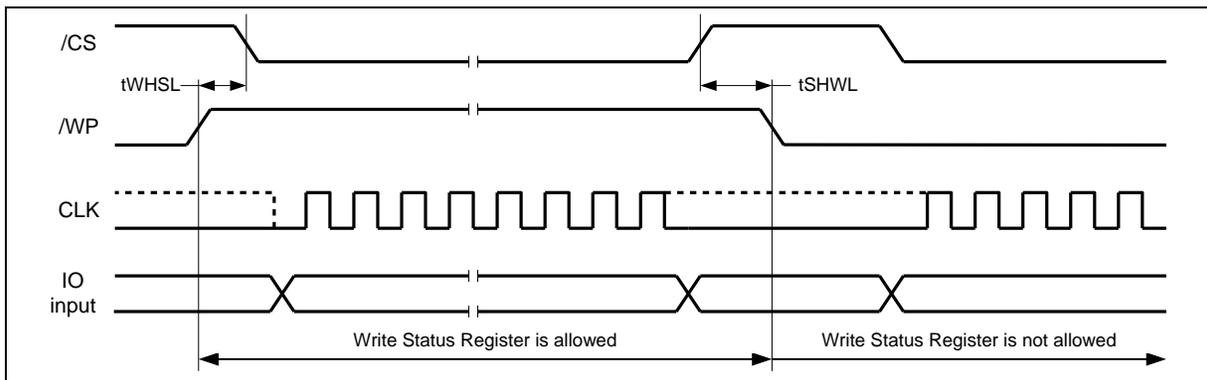 /CS
tWHSL
tSHWL
/WP
CLK
IO
input
Write Status Register is allowed
Write Status Register is not allowed